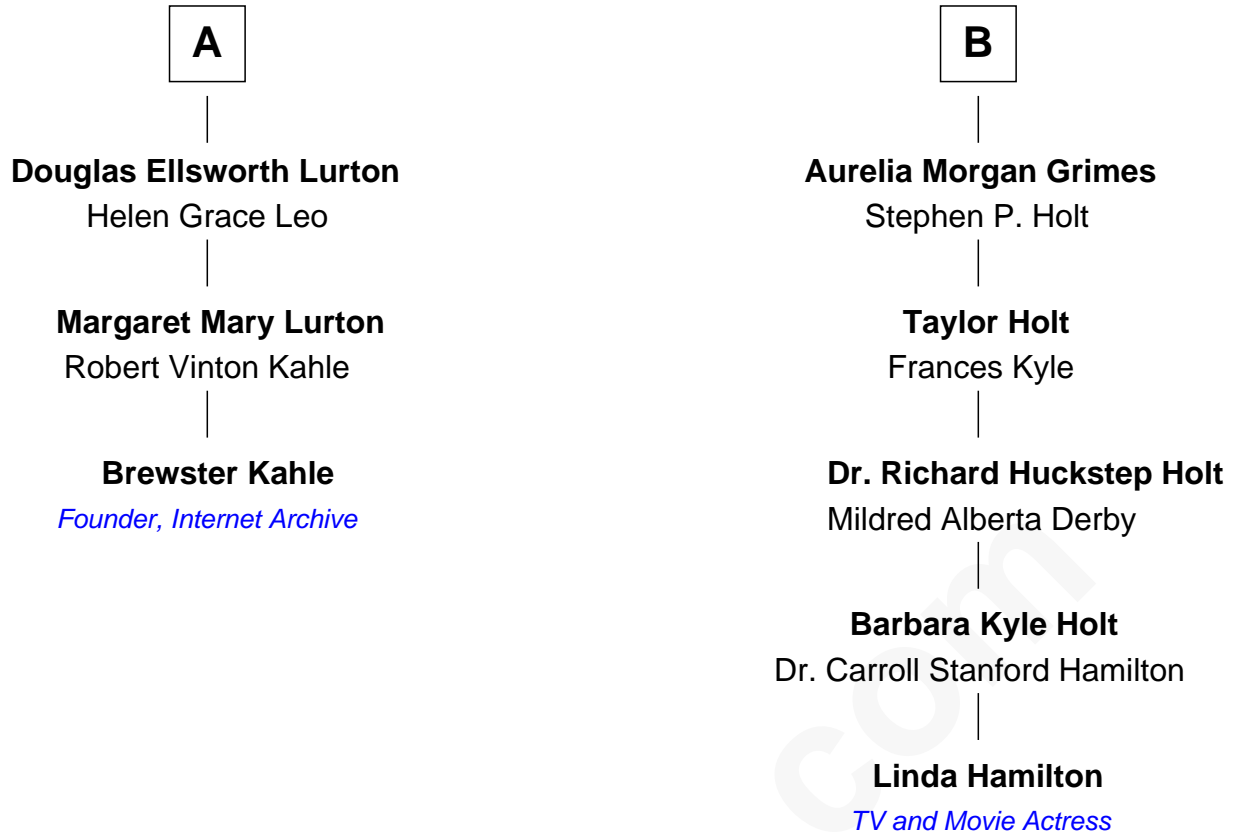 A
Douglas Ellsworth Lurton
Helen Grace Leo
Margaret Mary Lurton
Robert Vinton Kahle
Brewster Kahle
Founder, Internet Archive
B
Aurelia Morgan Grimes
Stephen P. Holt
Taylor Holt
Frances Kyle
Dr. Richard Huckstep Holt
Mildred Alberta Derby
Barbara Kyle Holt
Dr. Carroll Stanford Hamilton
Linda Hamilton
TV and Movie Actress
com